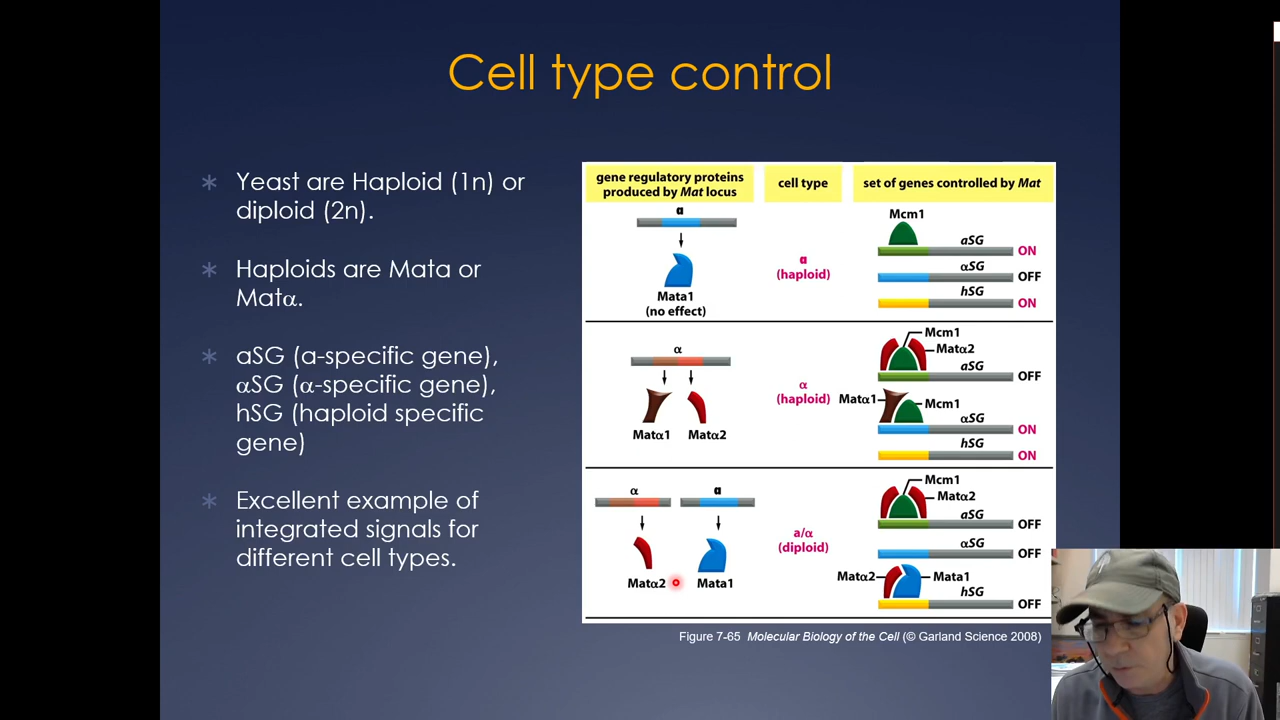 Cell type control
Yeast are Haploid (1n) or
diploid (2n).
Haploids are Mata or
Matα.
aSG (a-specific gene),
αSG (α-specific gene),
hSG (haploid specific
gene)
Excellent example of
integrated signals for
different cell types.
gene regulatory proteins
produced by Mat locus
cell type
set of genes controlled by Mat
a
Mata1
(no effect)
a
(haploid)
Mcm1
aSG
ON
αSG
OFF
hSG
ON
α
Matα1 Matα2
α
(haploid)
Mcm1
Matα2
aSG
OFF
Matα1
Mcm1
αSG
ON
hSG
ON
α a
Matα2 Mata1
a/α
(diploid)
Mcm1
Matα2
aSG
OFF
αSG
OFF
Matα2 Mata1
hSG
OFF
Figure 7-65 Molecular Biology of the Cell (© Garland Science 2008)